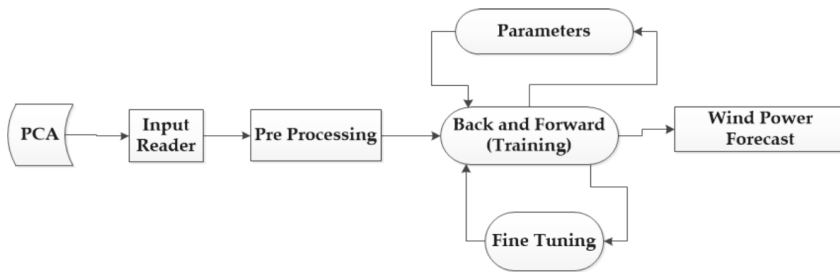 Parameters
PCA
Input
Reader
Pre Processing
Back and Forward
(Training)
Wind Power
Forecast
Fine Tuning